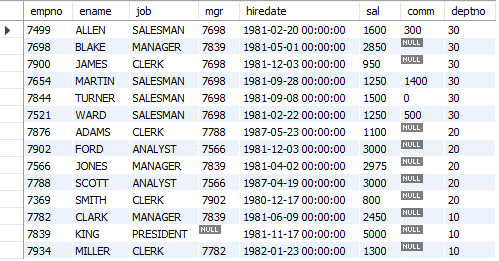 empno ename job mgr hiredate sal comm deptno
7499 ALLEN SALESMAN 7698 1981-02-20 00:00:00 1600 300 30
7698 BLAKE MANAGER 7839 1981-05-01 00:00:00 2850 NULL 30
7900 JAMES CLERK 7698 1981-12-03 00:00:00 950 NULL 30
7654 MARTIN SALESMAN 7698 1981-09-28 00:00:00 1250 1400 30
7844 TURNER SALESMAN 7698 1981-09-08 00:00:00 1500 0 30
7521 WARD SALESMAN 7698 1981-02-22 00:00:00 1250 500 30
7876 ADAMS CLERK 7788 1987-05-23 00:00:00 1100 NULL 20
7902 FORD ANALYST 7566 1981-12-03 00:00:00 3000 NULL 20
7566 JONES MANAGER 7839 1981-04-02 00:00:00 2975 NULL 20
7788 SCOTT ANALYST 7566 1987-04-19 00:00:00 3000 NULL 20
7369 SMITH CLERK 7902 1980-12-17 00:00:00 800 NULL 20
7782 CLARK MANAGER 7839 1981-06-09 00:00:00 2450 NULL 10
7839 KING PRESIDENT NULL 1981-11-17 00:00:00 5000 NULL 10
7934 MILLER CLERK 7782 1982-01-23 00:00:00 1300 NULL 10